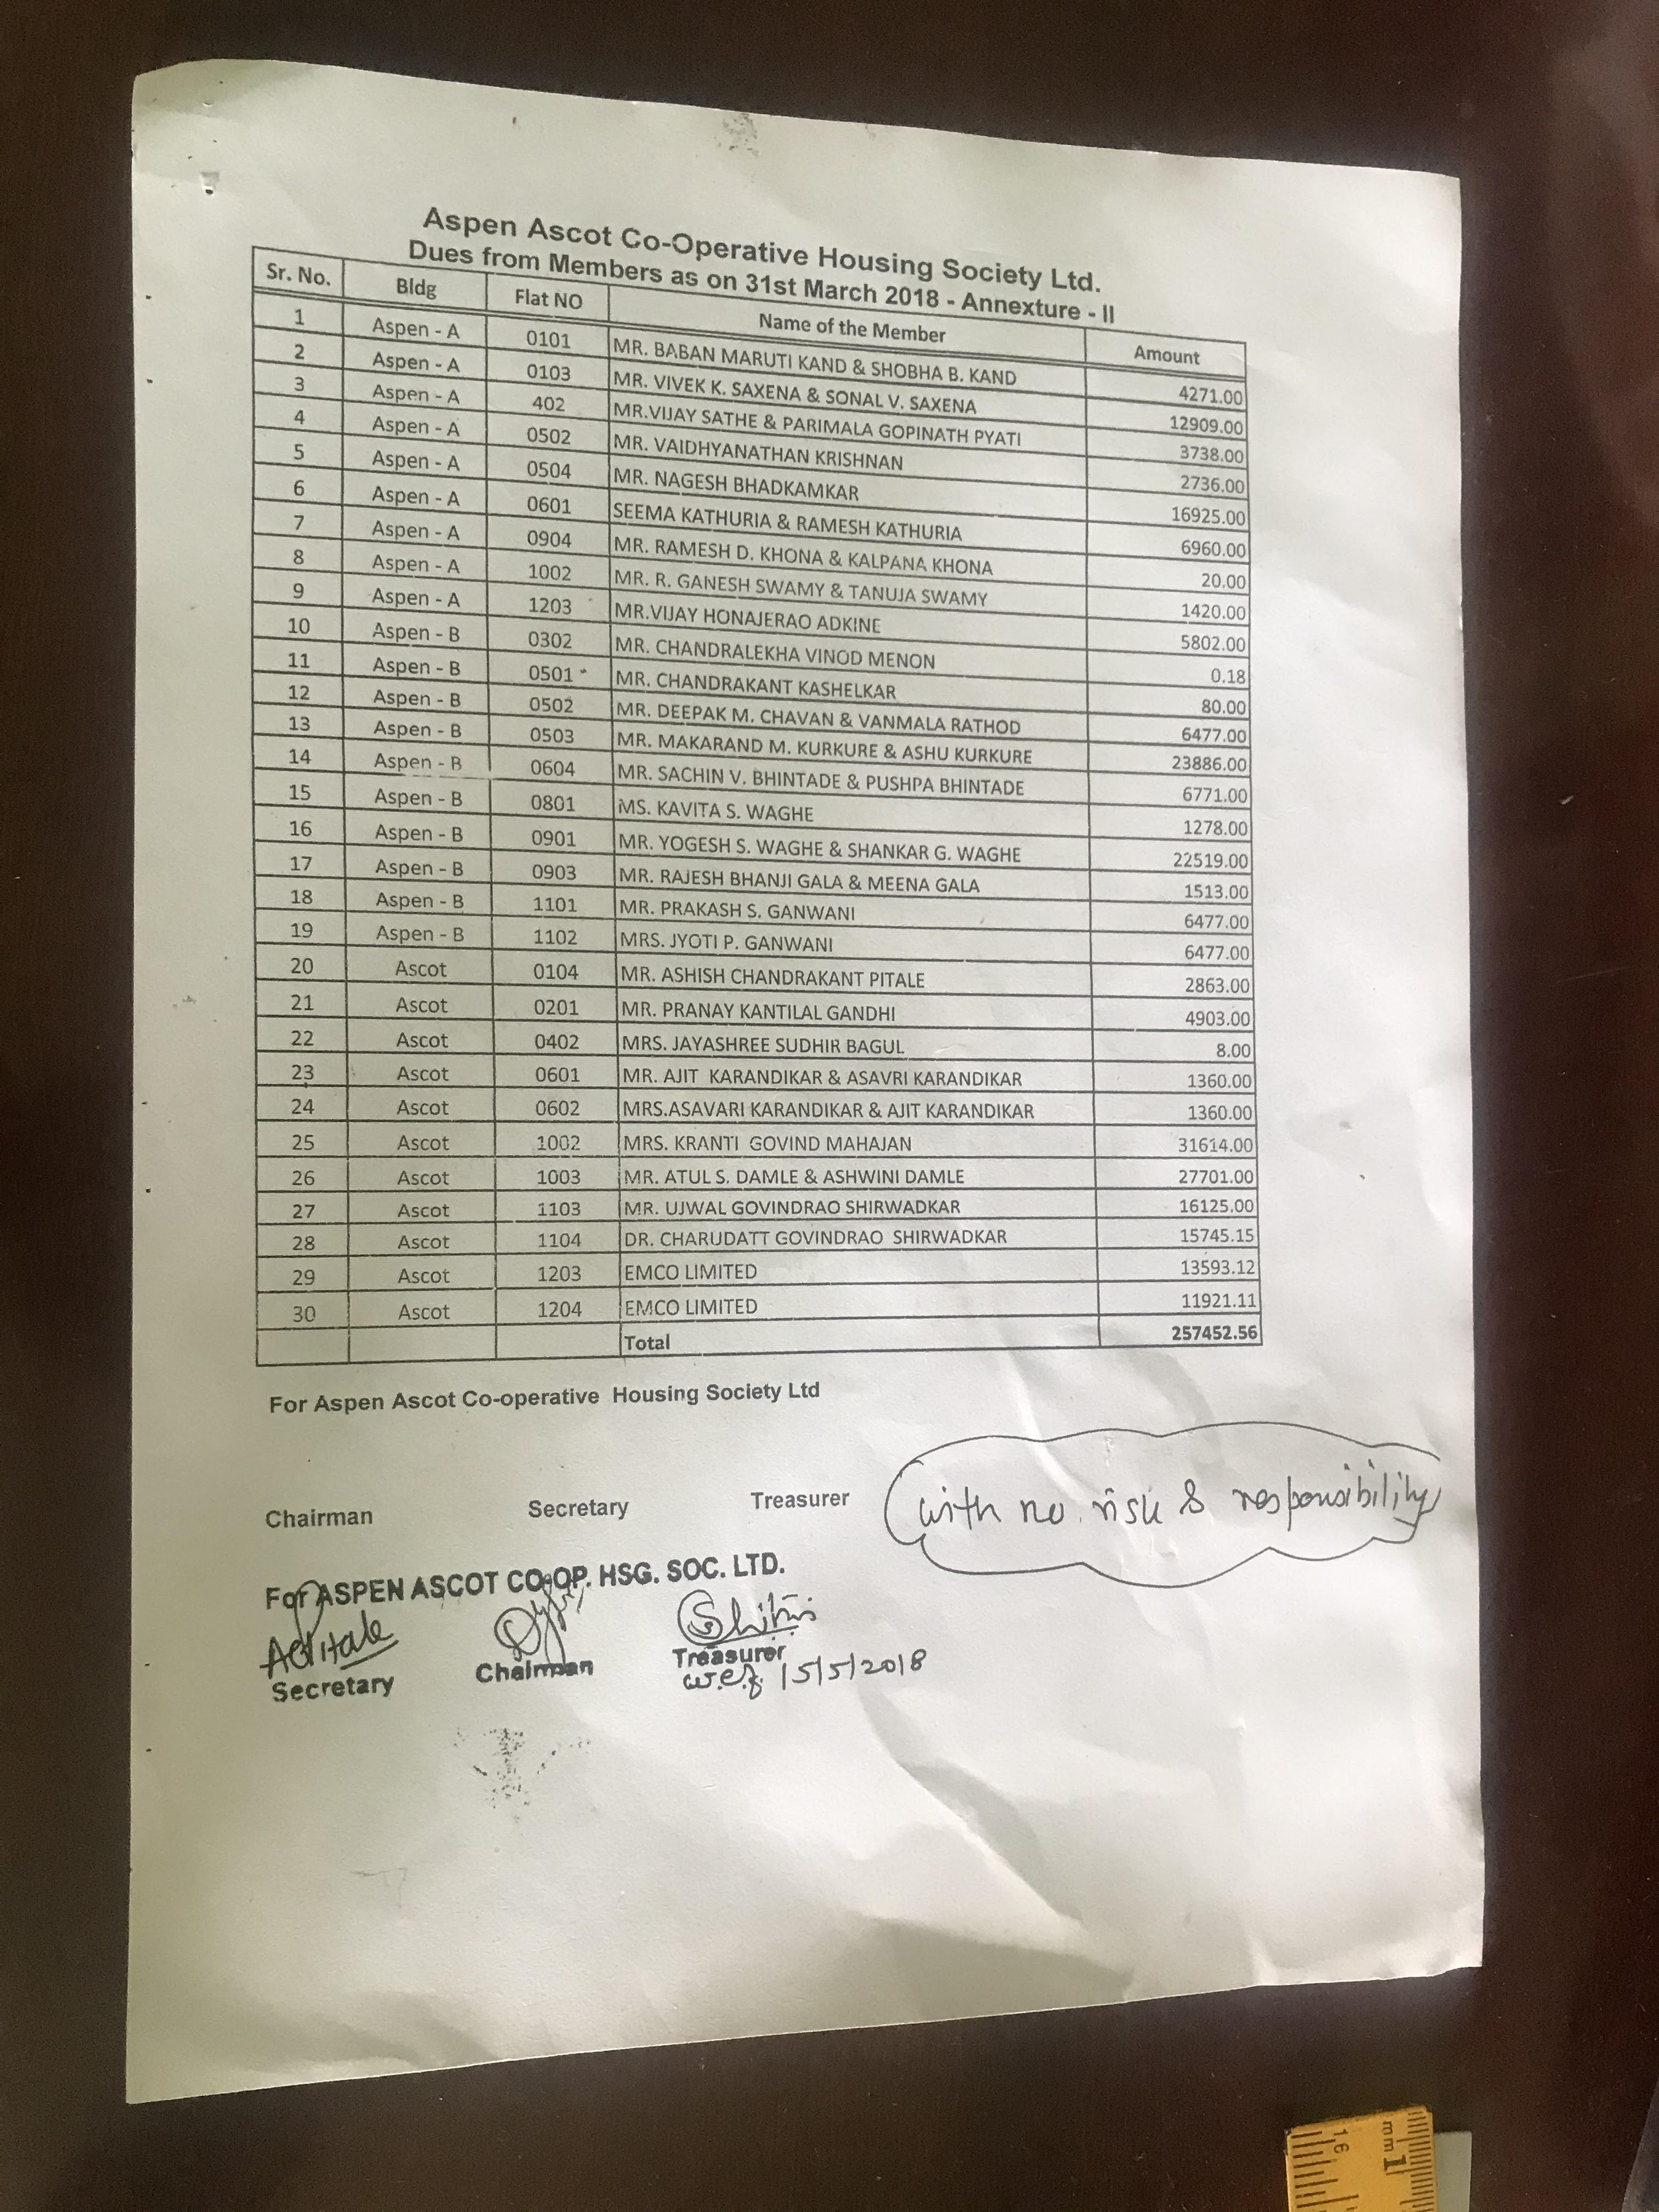 Aspen Ascot Co-Operative Housing Society Ltd.
Dues from Members as on 31st March 2018 - Annexture - II
Sr. No. Bldg Flat NO Name of the Member Amount
1 Aspen - A 0101 MR. BABAN MARUTI KAND & SHOBHA B. KAND 4271.00
2 Aspen - A 0103 MR. VIVEK K. SAXENA & SONAL V. SAXENA 12909.00
3 Aspen - A 402 MR.VIJAY SATHE & PARIMALA GOPINATH PYATI 3738.00
4 Aspen - A 0502 MR. VAIDHYANATHAN KRISHNAN 2736.00
5 Aspen - A 0504 MR. NAGESH BHADKAMKAR 16925.00
6 Aspen - A 0601 SEEMA KATHURIA & RAMESH KATHURIA 6960.00
7 Aspen - A 0904 MR. RAMESH D. KHONA & KALPANA KHONA 20.00
8 Aspen - A 1002 MR. R. GANESH SWAMY & TANUJA SWAMY 1420.00
9 Aspen - A 1203 MR.VIJAY HONAJERAO ADKINE 5802.00
10 Aspen - B 0302 MR. CHANDRALEKHA VINOD MENON 0.18
11 Aspen - B 0501 MR. CHANDRAKANT KASHELKAR 80.00
12 Aspen - B 0502 MR. DEEPAK M. CHAVAN & VANMALA RATHOD 6477.00
13 Aspen - B 0503 MR. MAKARAND M. KURKURE & ASHU KURKURE 23886.00
14 Aspen - B 0604 MR. SACHIN V. BHINTADE & PUSHPA BHINTADE 6771.00
15 Aspen - B 0801 MS. KAVITA S. WAGHE 1278.00
16 Aspen - B 0901 MR. YOGESH S. WAGHE & SHANKAR G. WAGHE 22519.00
17 Aspen - B 0903 MR. RAJESH BHANJI GALA & MEENA GALA 1513.00
18 Aspen - B 1101 MR. PRAKASH S. GANWANI 6477.00
19 Aspen - B 1102 MRS. JYOTI P. GANWANI 6477.00
20 Ascot 0104 MR. ASHISH CHANDRAKANT PITALE 2863.00
21 Ascot 0201 MR. PRANAY KANTILAL GANDHI 4903.00
22 Ascot 0402 MRS. JAYASHREE SUDHIR BAGUL 8.00
23 Ascot 0601 MR. AJIT KARANDIKAR & ASAVRI KARANDIKAR 1360.00
24 Ascot 0602 MRS.ASAVARI KARANDIKAR & AJIT KARANDIKAR 1360.00
25 Ascot 1002 MRS. KRANTI GOVIND MAHAJAN 31614.00
26 Ascot 1003 MR. ATUL S. DAMLE & ASHWINI DAMLE 27701.00
27 Ascot 1103 MR. UJWAL GOVINDRAO SHIRWADKAR 16125.00
28 Ascot 1104 DR. CHARUDATT GOVINDRAO SHIRWADKAR 15745.15
29 Ascot 1203 EMCO LIMITED 13593.12
30 Ascot 1204 EMCO LIMITED 11921.11
Total 257452.56
For Aspen Ascot Co-operative Housing Society Ltd
Chairman Secretary Treasurer
with no risk & responsibility
For ASPEN ASCOT CO-OP. HSG. SOC. LTD.
Secretary Chairman Treasurer
w.e.f. 15/5/2018
16
mm 1